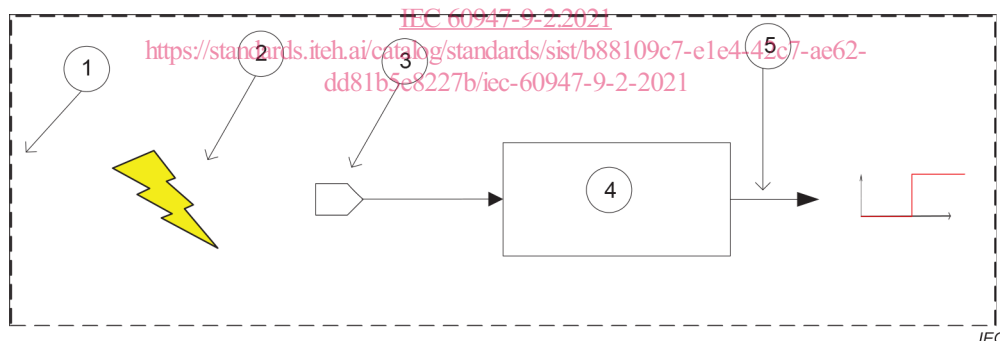 IEC 60947-9-2:2021
https://standards.iteh.ai/catalog/standards/sist/b88109c7-e1e4-42c7-ae62-
dd81b5e8227b/iec-60947-9-2-2021
1
2
3
5
4
IEC